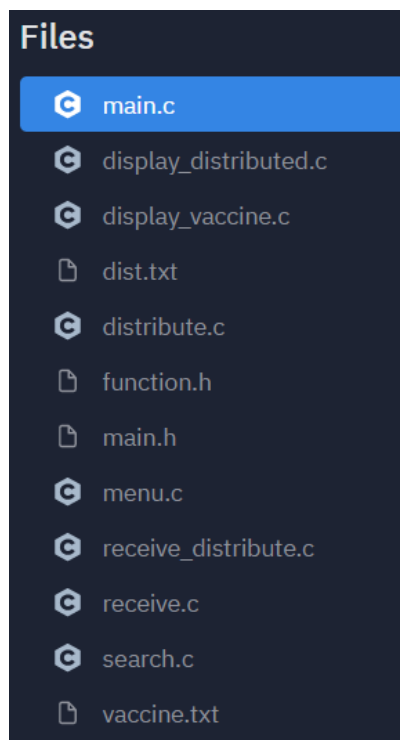 Files
main.c
display_distributed.c
display_vaccine.c
dist.txt
distribute.c
function.h
main.h
menu.c
receive_distribute.c
receive.c
search.c
vaccine.txt